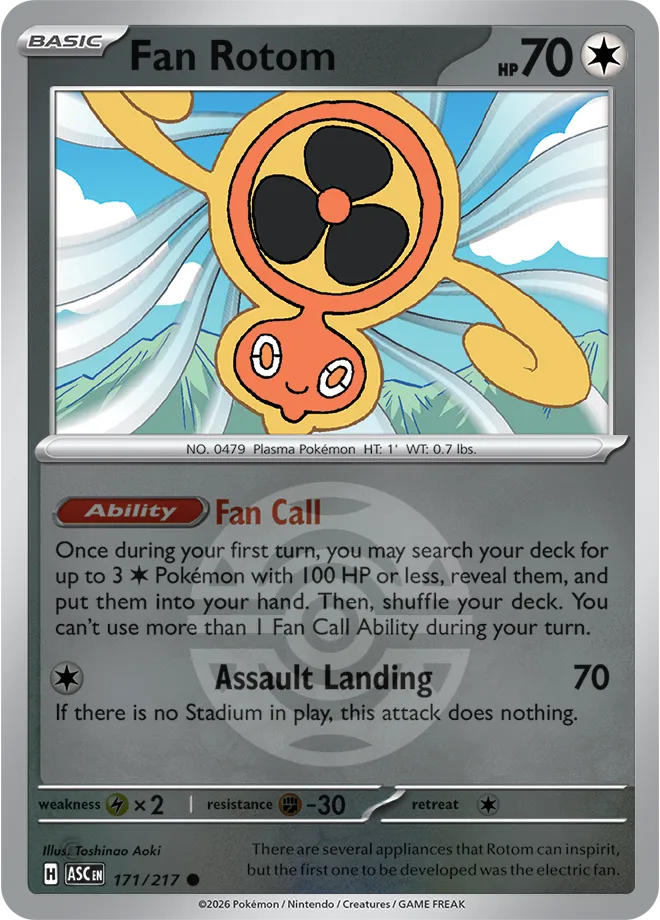 BASIC Fan Rotom HP 70
NO. 0479 Plasma Pokémon HT: 1' WT: 0.7 lbs.
Ability Fan Call
Once during your first turn, you may search your deck for
up to 3 Pokémon with 100 HP or less, reveal them, and
put them into your hand. Then, shuffle your deck. You
can't use more than 1 Fan Call Ability during your turn.
Assault Landing 70
If there is no Stadium in play, this attack does nothing.
weakness ×2 resistance -30 retreat
Illus. Toshinao Aoki
There are several appliances that Rotom can inspirit,
but the first one to be developed was the electric fan.
H ASC EN 171/217
©2026 Pokémon / Nintendo / Creatures / GAME FREAK